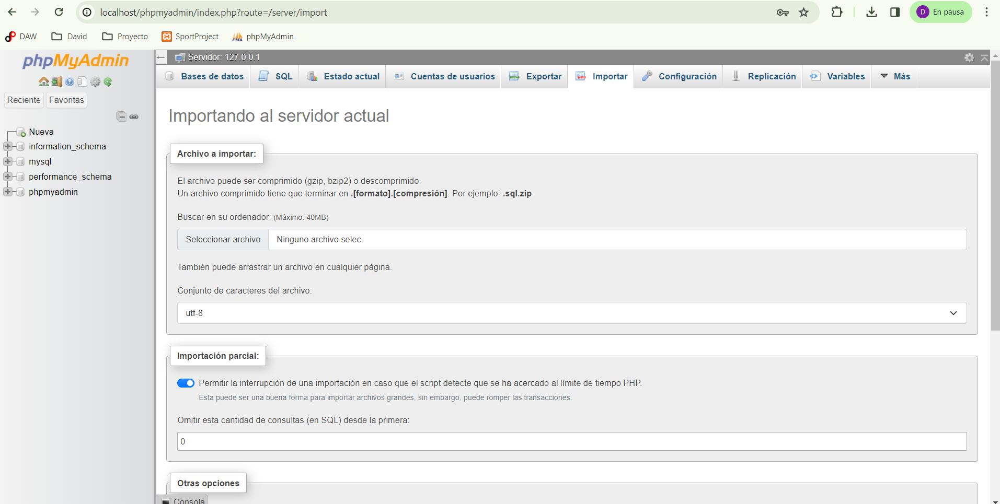 localhost/phpmyadmin/index.php?route=/server/import
D En pausa
DAW David Proyecto SportProject PMA phpMyAdmin
phpMyAdmin
Reciente Favoritas
Nueva
information_schema
mysql
performance_schema
phpmyadmin
Servidor: 127.0.0.1
Bases de datos SQL Estado actual Cuentas de usuarios Exportar Importar Configuración Replicación Variables Más
Importando al servidor actual
Archivo a importar:
El archivo puede ser comprimido (gzip, bzip2) o descomprimido.
Un archivo comprimido tiene que terminar en .[formato].[compresión]. Por ejemplo: .sql.zip
Buscar en su ordenador: (Máximo: 40MB)
Seleccionar archivo Ninguno archivo selec.
También puede arrastrar un archivo en cualquier página.
Conjunto de caracteres del archivo:
utf-8
Importación parcial:
Permitir la interrupción de una importación en caso que el script detecte que se ha acercado al límite de tiempo PHP.
Esta puede ser una buena forma para importar archivos grandes, sin embargo, puede romper las transacciones.
Omitir esta cantidad de consultas (en SQL) desde la primera:
0
Otras opciones
Consola